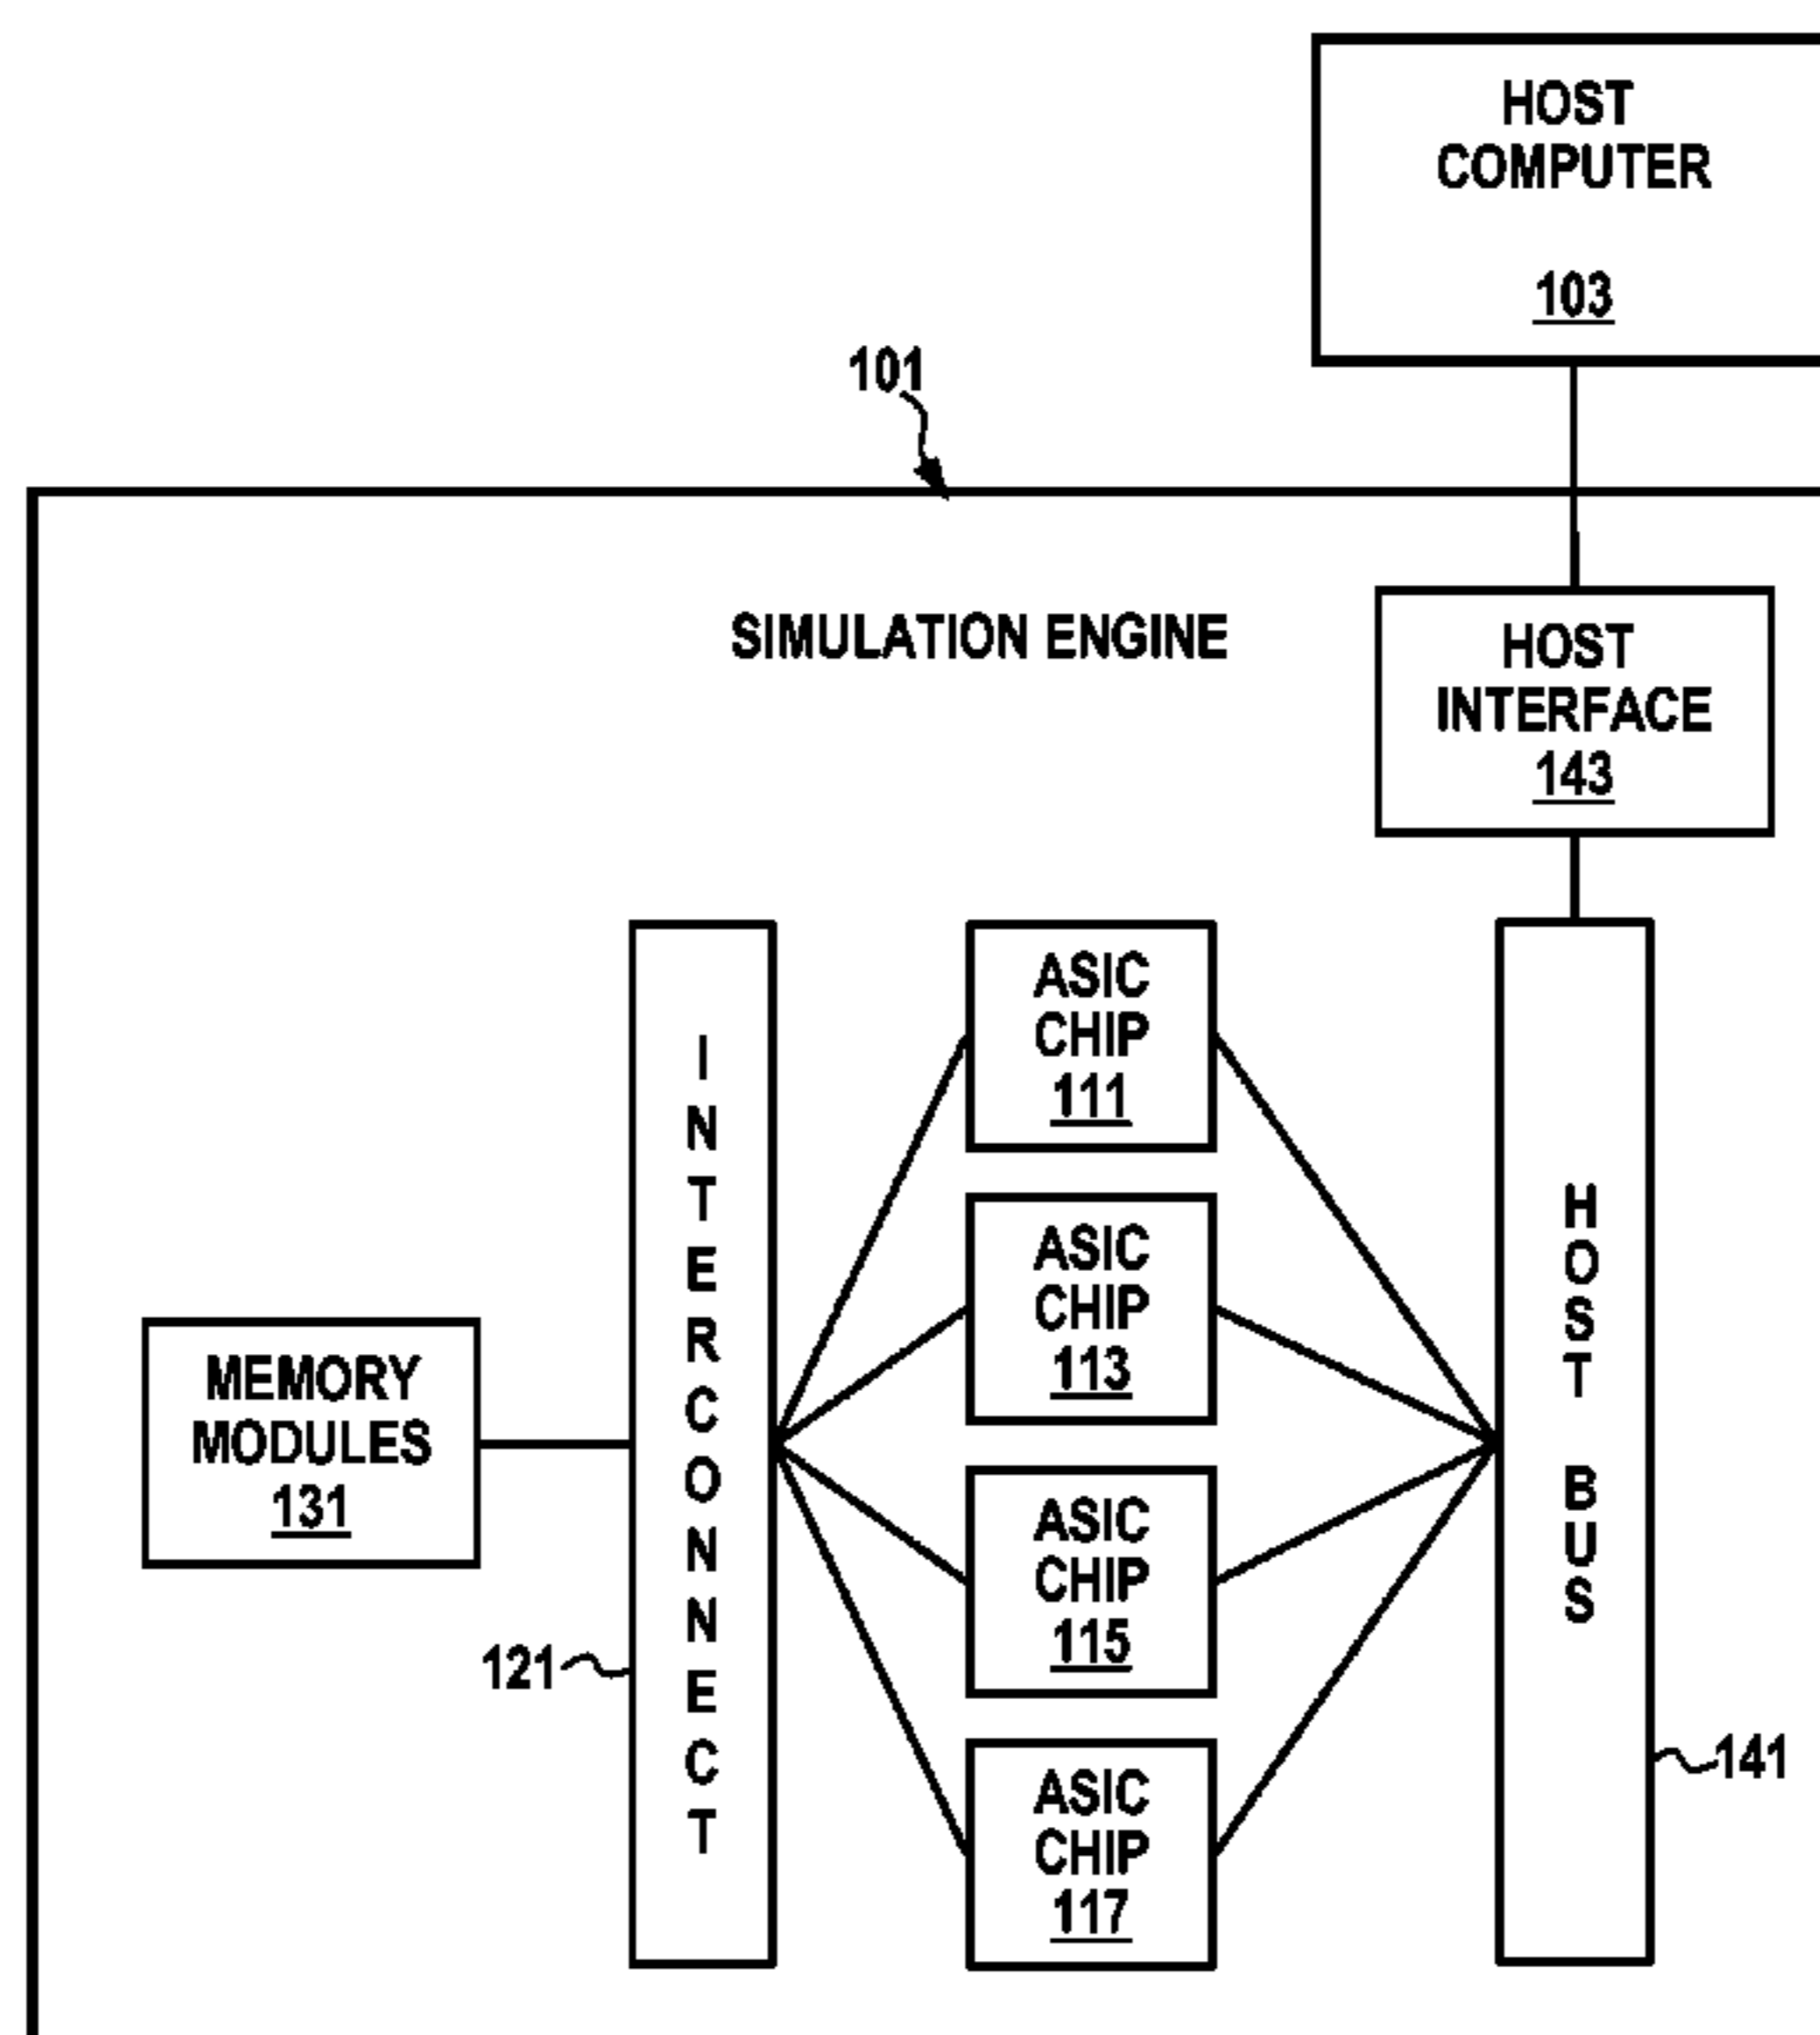 HOST
COMPUTER
103
101
SIMULATION ENGINE
HOST
INTERFACE
143
INTERCONNECT
ASIC
CHIP
111
ASIC
CHIP
113
ASIC
CHIP
115
ASIC
CHIP
117
HOST BUS
MEMORY
MODULES
131
121
141